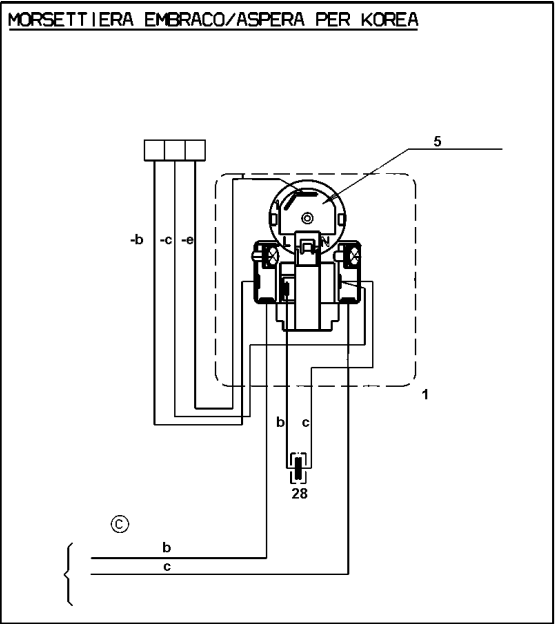 MORSETTIERA EMBRACO/ASPERA PER KOREA
5
-b
-c
-e
L
N
1
b
c
28
C
b
c